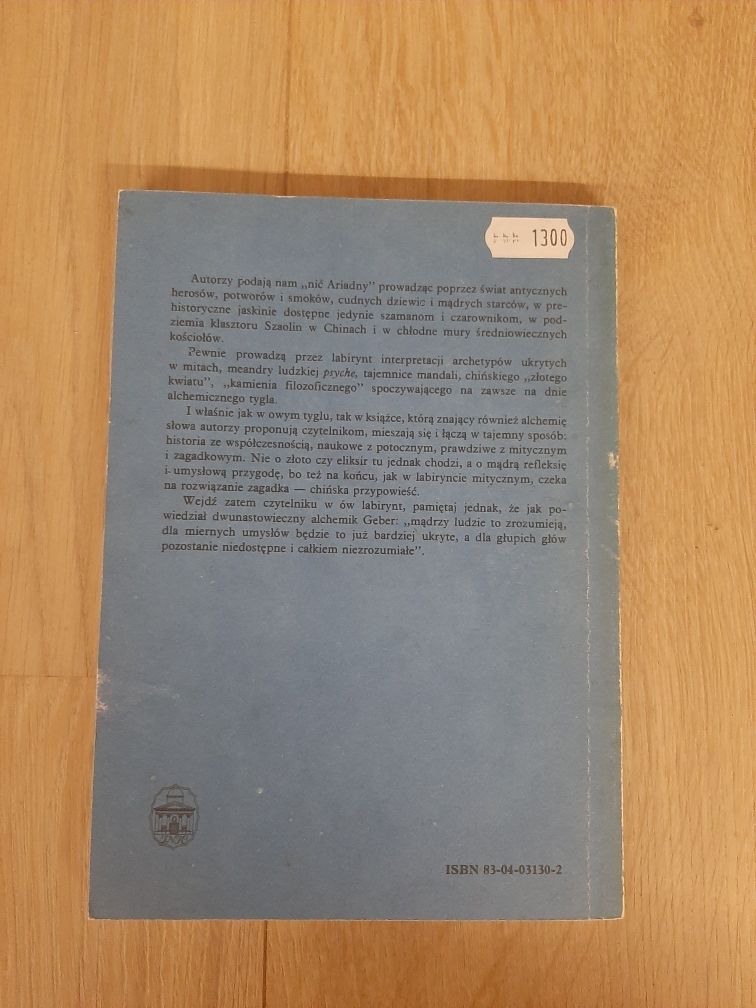 1300
Autorzy podają nam „nić Ariadny” prowadząc poprzez świat antycznych
herosów, potworów i smoków, cudnych dziewic i mądrych starców, w pre-
historyczne jaskinie dostępne jedynie szamanom i czarownikom, w pod-
ziemia klasztoru Szaolin w Chinach i w chłodne mury średniowiecznych
kościołów.
Pewnie prowadzą przez labirynt interpretacji archetypów ukrytych
w mitach, meandry ludzkiej psyche, tajemnice mandali, chińskiego „złotego
kwiatu”, „kamienia filozoficznego” spoczywającego na zawsze na dnie
alchemicznego tygla.
I właśnie jak w owym tyglu, tak w książce, którą znający również alchemię
słowa autorzy proponują czytelnikom, mieszają się i łączą w tajemny sposób:
historia ze współczesnością, naukowe z potocznym, prawdziwe z mitycznym
i zagadkowym. Nie o złoto czy eliksir tu jednak chodzi, a o mądrą refleksję
i umysłową przygodę, bo też na końcu, jak w labiryncie mitycznym, czeka
na rozwiązanie zagadka — chińska przypowieść.
Wejdź zatem czytelniku w ów labirynt, pamiętaj jednak, że jak po-
wiedział dwunastowieczny alchemik Geber: „mądrzy ludzie to zrozumieją,
dla miernych umysłów będzie to już bardziej ukryte, a dla głupich głów
pozostanie niedostępne i całkiem niezrozumiałe”.
ISBN 83-04-03130-2